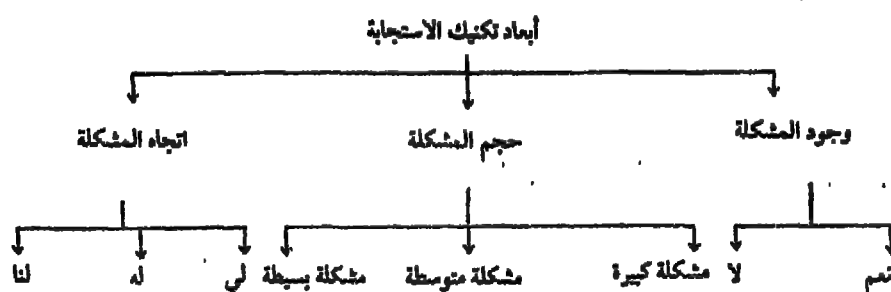 أبعاد تكنيك الاستجابة
وجود المشكلة حجم المشكلة اتجاه المشكلة
نعم لا مشكلة كبيرة مشكلة متوسطة مشكلة بسيطة لي له لنا